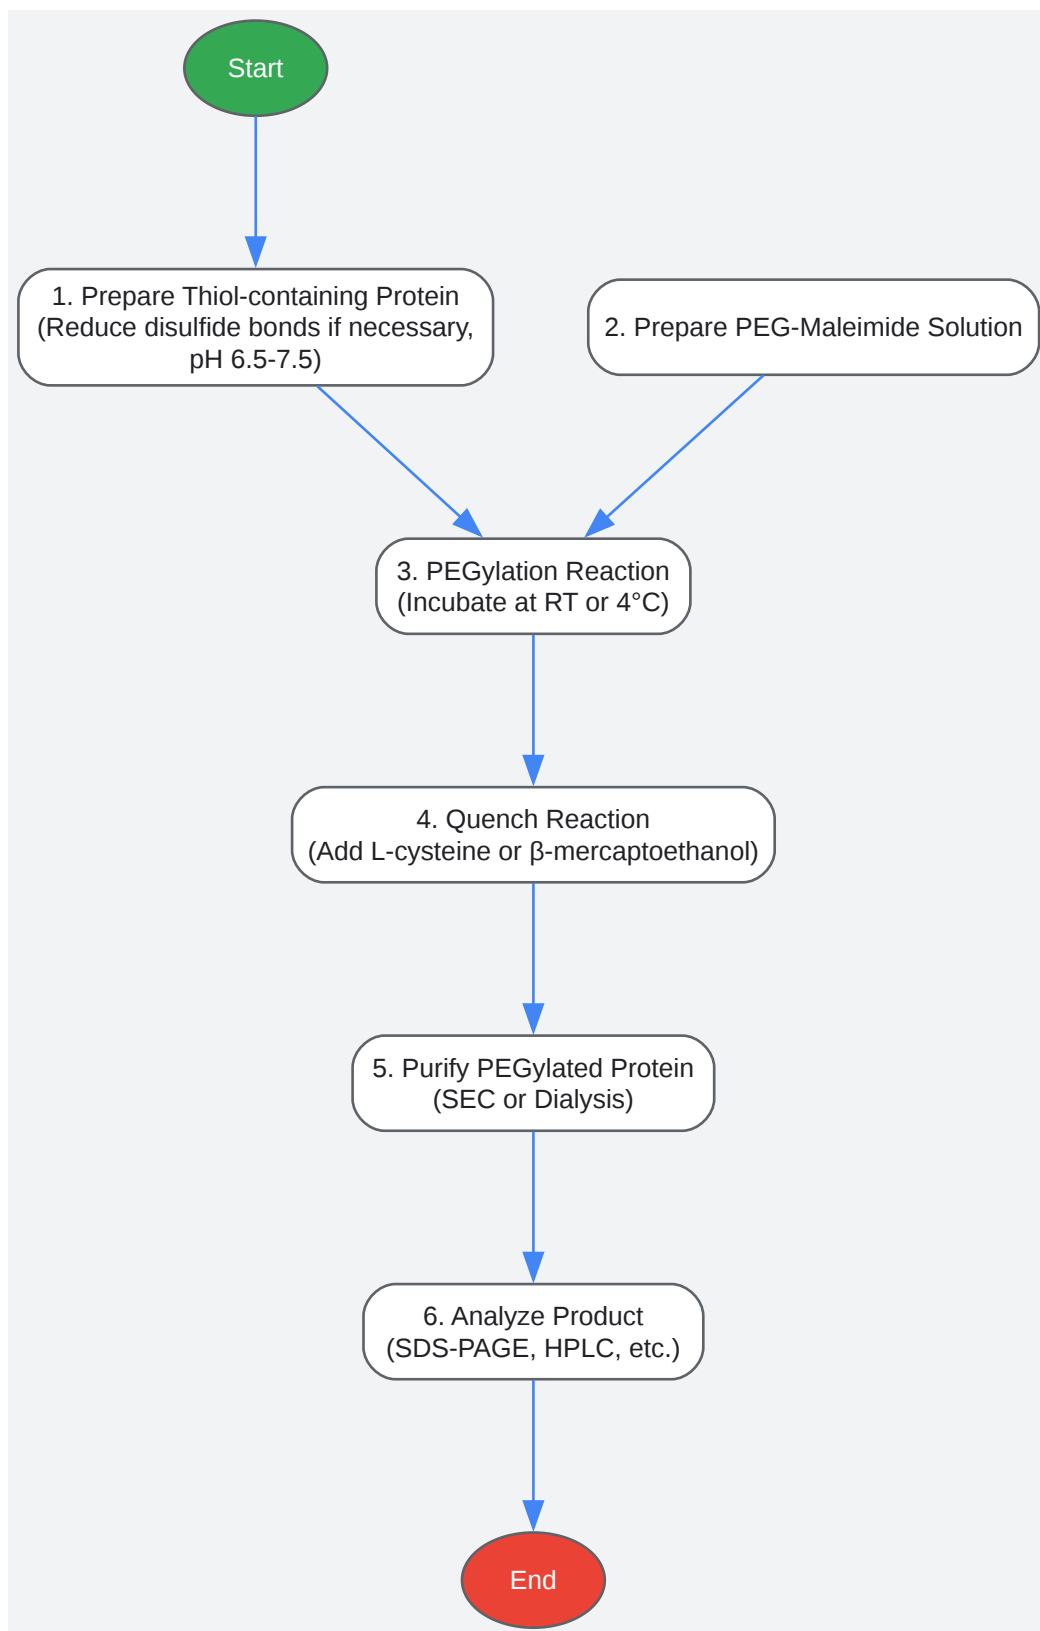 Start
1. Prepare Thiol-containing Protein
(Reduce disulfide bonds if necessary,
pH 6.5-7.5)
2. Prepare PEG-Maleimide Solution
3. PEGylation Reaction
(Incubate at RT or 4°C)
4. Quench Reaction
(Add L-cysteine or β-mercaptoethanol)
5. Purify PEGylated Protein
(SEC or Dialysis)
6. Analyze Product
(SDS-PAGE, HPLC, etc.)
End